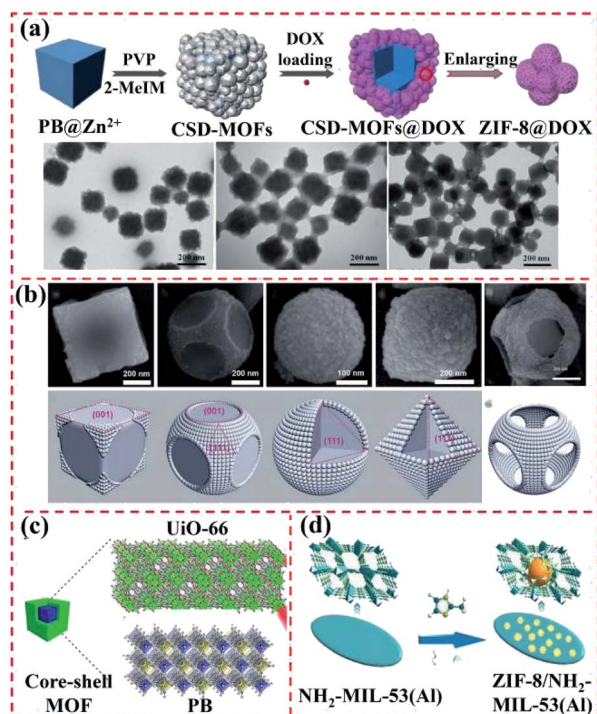 (a)
PVP
2-MeIM
DOX
loading
Enlarging
PB@Zn²⁺
CSD-MOFs
CSD-MOFs@DOX
ZIF-8@DOX
200 nm
200 nm
200 nm
(b)
200 nm
200 nm
100 nm
200 nm
(001)
(001)
(111)
(111)
(c)
UiO-66
Core-shell
MOF
PB
(d)
NH₂-MIL-53(Al)
ZIF-8/NH₂-
MIL-53(Al)